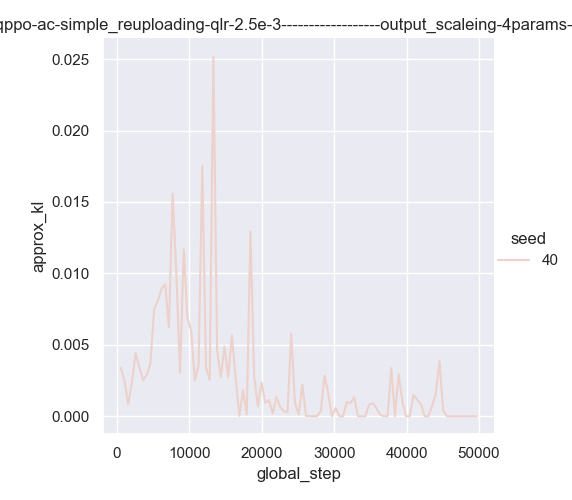 qppo-ac-simple_reuploading-qlr-2.5e-3------------------output_scaleing-4params-
0.025
0.020
0.015
0.010
0.005
0.000
approx_kl
seed
40
0 10000 20000 30000 40000 50000
global_step